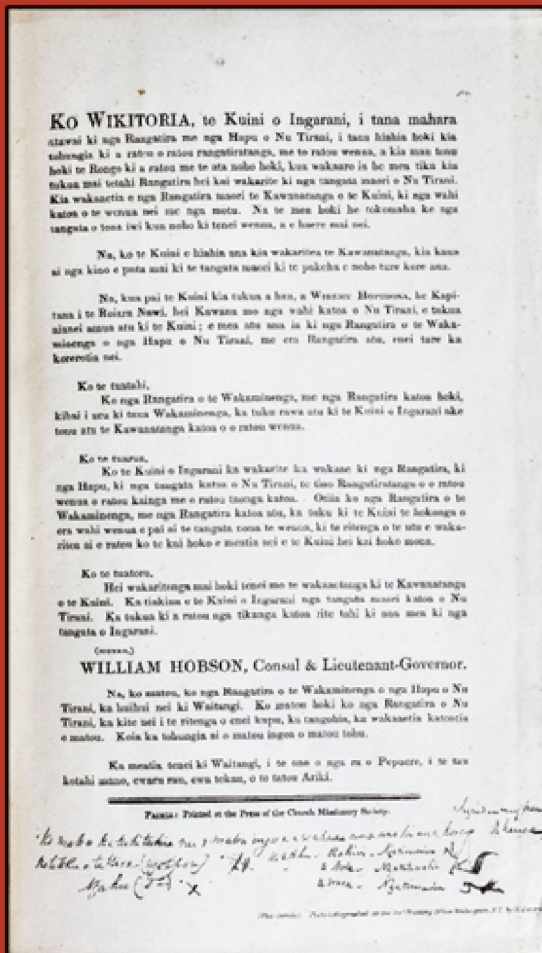 KO WIKITORIA, te Kuini o Ingarani, i tana mahara
atawai ki nga Rangatira me nga Hapu o Nu Tirani, i tana hiahia hoki kia
tohungia ki a ratou o ratou rangatiratanga, me to ratou wenua, a kia mau tonu
hoki te Rongo ki a ratou me te ata noho hoki, kua wakaaro ia he mea tika kia
tukua mai tetahi Rangatira hei kai wakarite ki nga tangata maori o Nu Tirani.
Kia wakaaetia e nga Rangatira maori te Kawanatanga o te Kuini, ki nga wahi
katoa o te wenua nei me nga motu. Na te mea hoki he tokomaha ke nga
tangata o tona iwi kua noho ki tenei wenua, a e haere mai nei.
Na, ko te Kuini e hiahia ana kia wakaritea te Kawanatanga, kia kaua
ai nga kino e puta mai ki te tangata maori ki te pakeha e noho ture kore ana.
Na, kua pai te Kuini kia tukua a hau, a WIREMU HOPIHONA, he Kapi-
tana i te Roiara Nawi, hei Kawana mo nga wahi katoa o Nu Tirani, e tukua
aianei amua atu ki te Kuini; e mea atu ana ia ki nga Rangatira o te Waka-
minenga o nga Hapu o Nu Tirani, me era Rangatira atu, enei ture ka
korerotia nei.
Ko te tuatahi,
Ko nga Rangatira o te Wakaminenga, me nga Rangatira katoa hoki,
kihai i uru ki taua Wakaminenga, ka tuku rawa atu ki te Kuini o Ingarani ake
tonu atu te Kawanatanga katoa o o ratou wenua.
Ko te tuarua,
Ko te Kuini o Ingarani ka wakarite ka wakaae ki nga Rangatira, ki
nga Hapu, ki nga tangata katoa o Nu Tirani, te tino Rangatiratanga o o ratou
wenua o ratou kainga me o ratou taonga katoa. Otiia ko nga Rangatira o te
Wakaminenga, me nga Rangatira katoa atu, ka tuku ki te Kuini te hokonga o
era wahi wenua e pai ai te tangata nona te wenua, ki te ritenga o te utu e waka-
ritea ai e ratou ko te kai hoko e meatia nei e te Kuini hei kai hoko mona.
Ko te tuatoru,
Hei wakaritenga mai hoki tenei mo te wakaaetanga ki te Kawanatanga
o te Kuini. Ka tiakina e te Kuini o Ingarani nga tangata maori katoa o Nu
Tirani. Ka tukua ki a ratou nga tikanga katoa rite tahi ki ana mea ki nga
tangata o Ingarani.
WILLIAM HOBSON, Consul & Lieutenant-Governor.
Na, ko matou, ko nga Rangatira o te Wakaminenga o nga Hapu o Nu
Tirani, ka huihui nei ki Waitangi. Ko matou hoki ko nga Rangatira o Nu
Tirani, ka kite nei i te ritenga o enei kupu, ka tangohia, ka wakaaetia katoatia
e matou. Koia ka tohungia ai o matou ingoa o matou tohu.
Ka meatia tenei ki Waitangi, i te ono o nga ra o Pepuere, i te tau
kotahi mano, ewaru rau, ewa tekau, o to tatou Ariki.
PAIHIA: Printed at the Press of the Church Missionary Society.